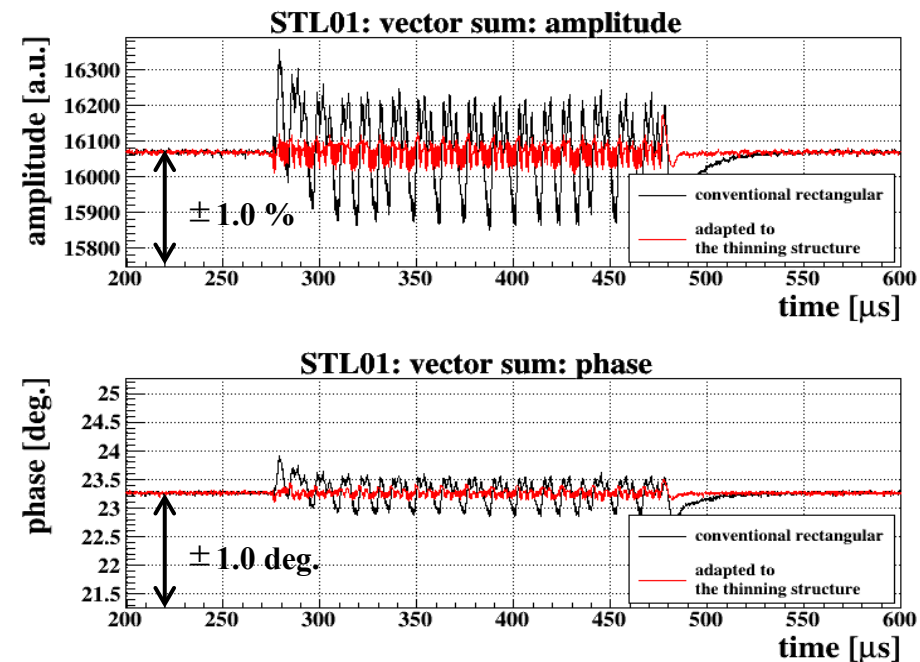 STL01: vector sum: amplitude
amplitude [a.u.]
16300
16200
16100
16000
15900
15800
±1.0 %
conventional rectangular
adapted to
the thinning structure
200 250 300 350 400 450 500 550 600
time [μs]
STL01: vector sum: phase
phase [deg.]
25
24.5
24
23.5
23
22.5
22
21.5
±1.0 deg.
conventional rectangular
adapted to
the thinning structure
200 250 300 350 400 450 500 550 600
time [μs]